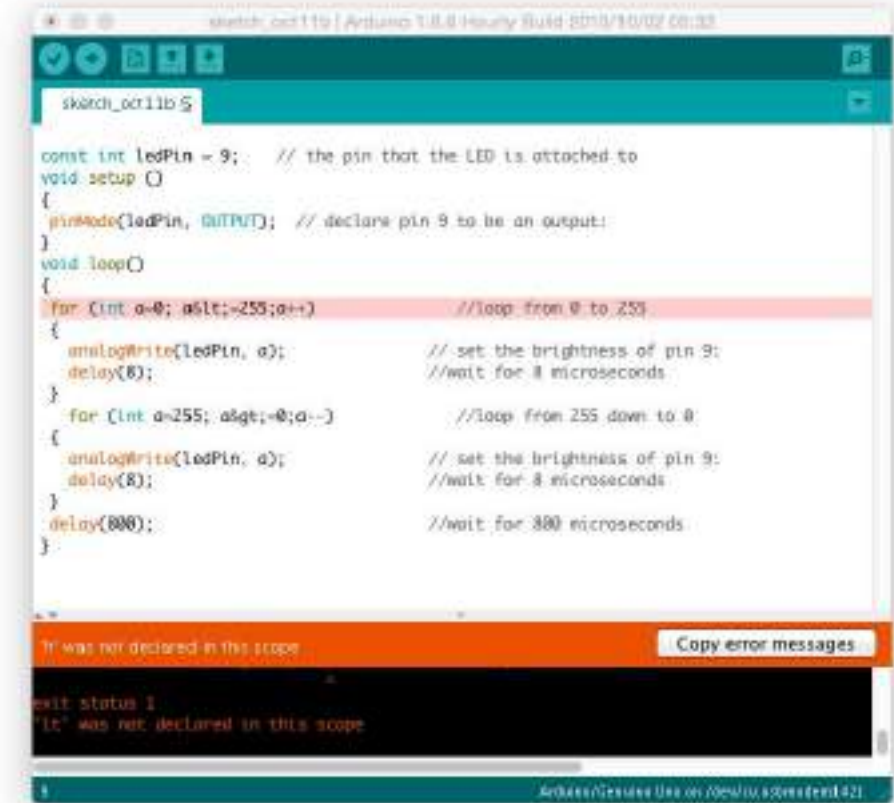 sketch_oct11b | Arduino 1.8.8 Hourly Build 2018/10/02 08:33
sketch_oct11b §
const int ledPin = 9; // the pin that the LED is attached to
void setup ()
{
pinMode(ledPin, OUTPUT); // declare pin 9 to be an output:
}
void loop()
{
for (int a=0; a&lt;=255;a++) //loop from 0 to 255
{
analogWrite(ledPin, a); // set the brightness of pin 9:
delay(8); //wait for 8 microseconds
}
for (int a=255; a&gt;=0;a--) //loop from 255 down to 0
{
analogWrite(ledPin, a); // set the brightness of pin 9:
delay(8); //wait for 8 microseconds
}
delay(800); //wait for 800 microseconds
}
'lt' was not declared in this scope
Copy error messages
exit status 1
'lt' was not declared in this scope
Arduino/Genuino Uno on